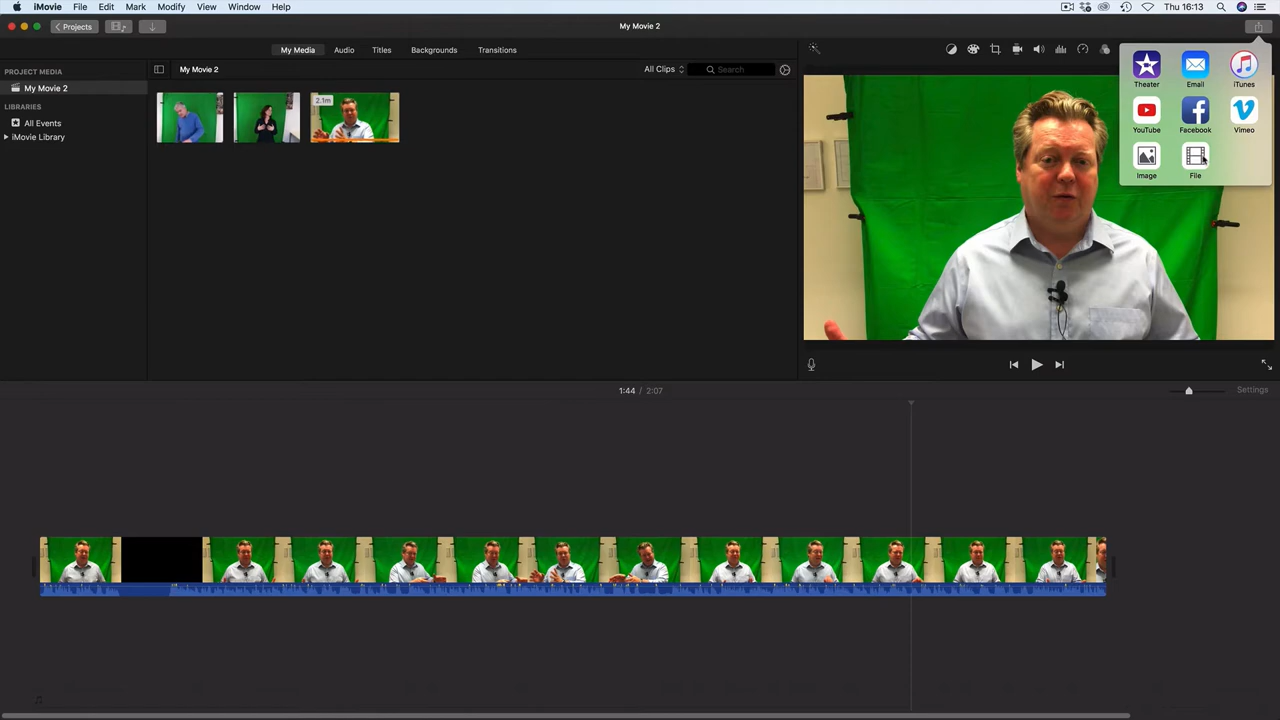 iMovie File Edit Mark Modify View Window Help Thu 16:13
Projects My Movie 2
My Media Audio Titles Backgrounds Transitions
PROJECT MEDIA
My Movie 2
LIBRARIES
All Events
iMovie Library
My Movie 2 All Clips Search
2.1m
Theater Email iTunes
YouTube Facebook Vimeo
Image File
1:44 / 2:07 Settings